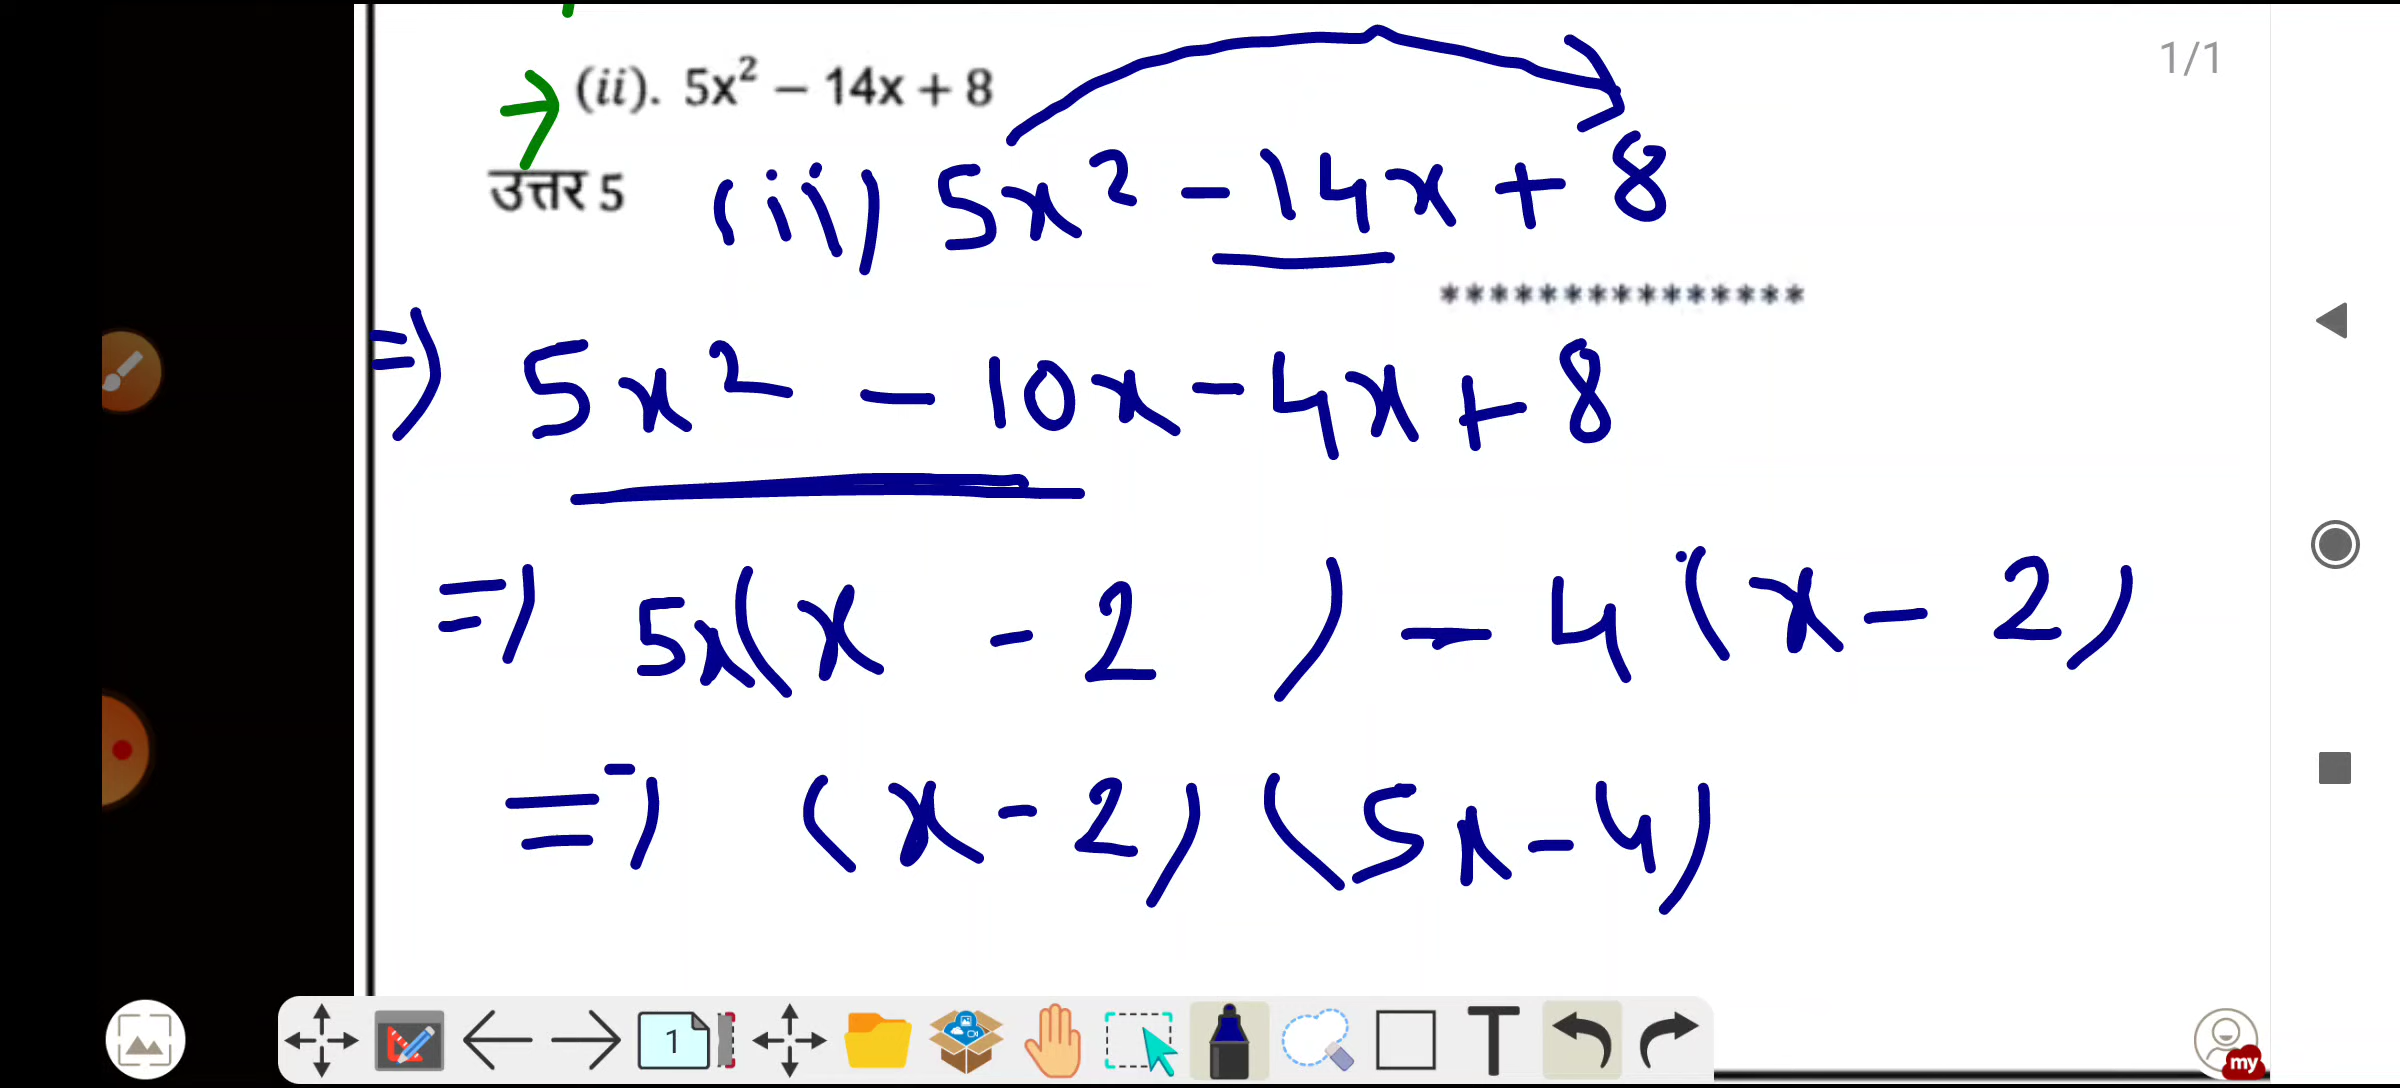 1/1
(ii). 5x² − 14x + 8
उत्तर 5 (ii) 5x² − 14x + 8
***************
=) 5x² − 10x − 4x + 8
=) 5x(x − 2) − 4(x − 2)
=) (x − 2) (5x − 4)
1 T my